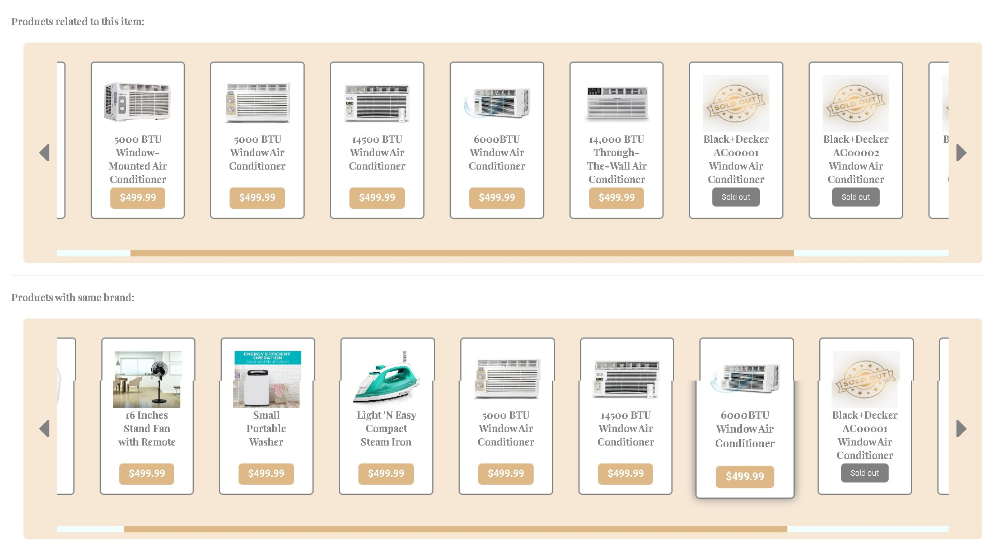 Products related to this item:
5000 BTU
Window-
Mounted Air
Conditioner
$499.99
5000 BTU
Window Air
Conditioner
$499.99
14500 BTU
Window Air
Conditioner
$499.99
6000BTU
Window Air
Conditioner
$499.99
14,000 BTU
Through-
The-Wall Air
Conditioner
$499.99
SOLD OUT
Black+Decker
AC00001
Window Air
Conditioner
Sold out
SOLD OUT
Black+Decker
AC00002
Window Air
Conditioner
Sold out
B
Products with same brand:
16 Inches
Stand Fan
with Remote
$499.99
ENERGY EFFICIENT
OPERATION
COLD WATER USE ONLY
Small
Portable
Washer
$499.99
Light 'N Easy
Compact
Steam Iron
$499.99
5000 BTU
Window Air
Conditioner
$499.99
14500 BTU
Window Air
Conditioner
$499.99
6000BTU
Window Air
Conditioner
$499.99
SOLD OUT
Black+Decker
AC00001
Window Air
Conditioner
Sold out